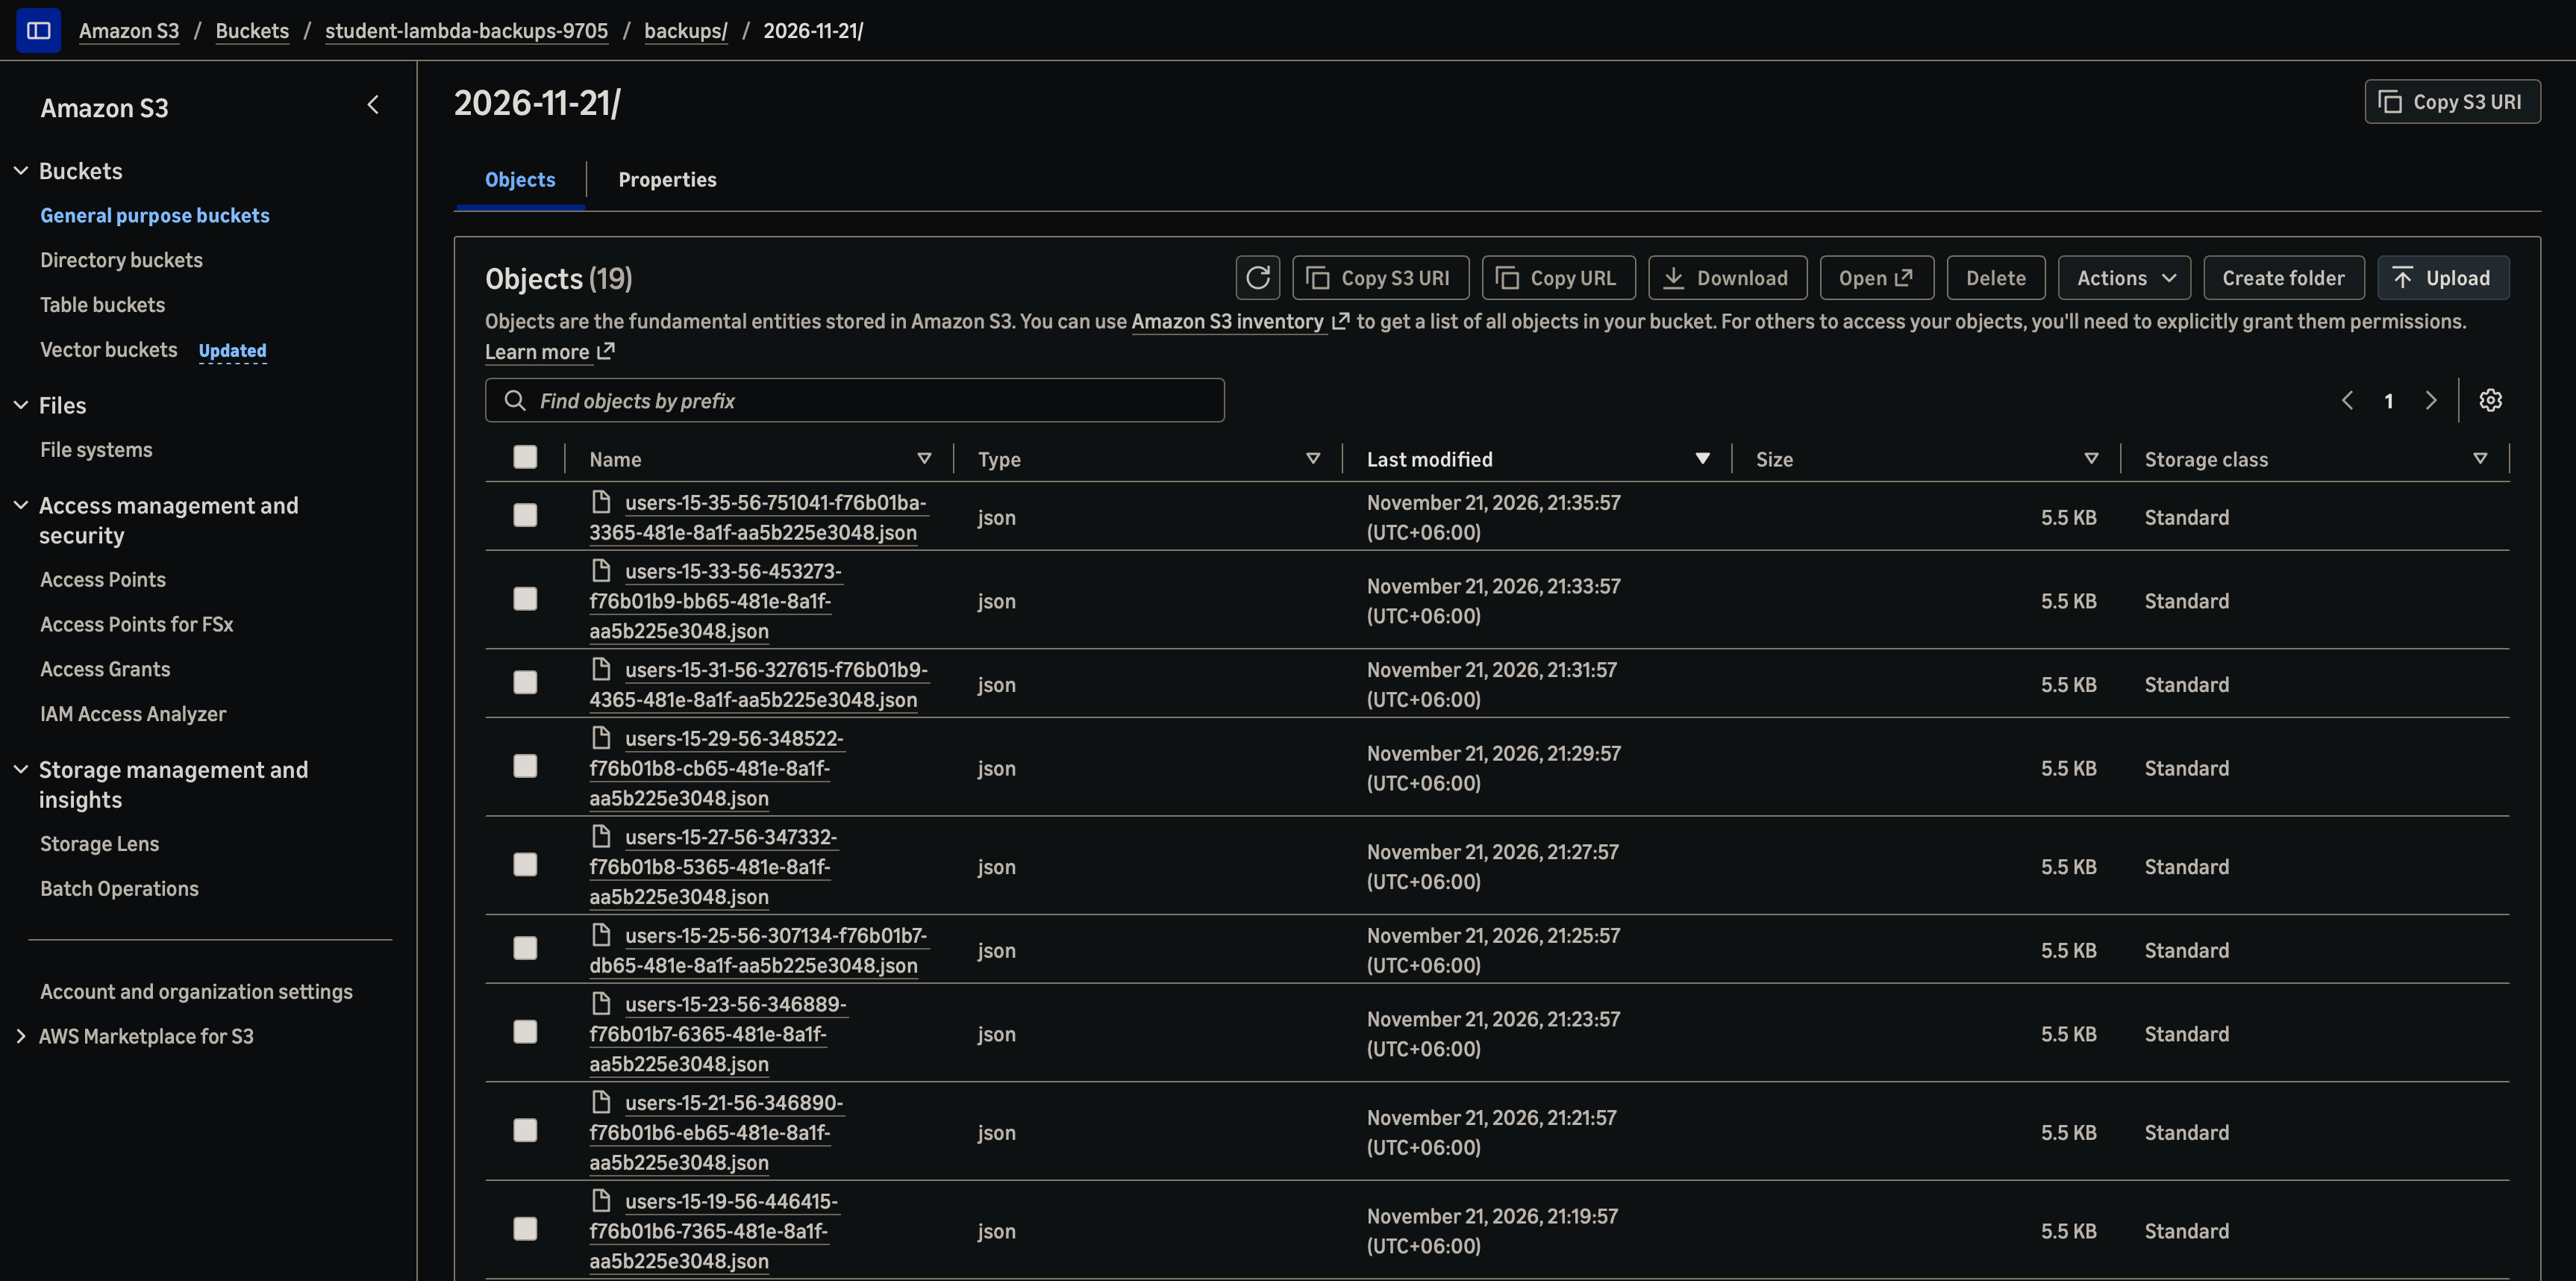 Amazon S3 / Buckets / student-lambda-backups-9705 / backups/ / 2026-11-21/
Amazon S3
Buckets
General purpose buckets
Directory buckets
Table buckets
Vector buckets Updated
Files
File systems
Access management and
security
Access Points
Access Points for FSx
Access Grants
IAM Access Analyzer
Storage management and
insights
Storage Lens
Batch Operations
Account and organization settings
AWS Marketplace for S3
2026-11-21/
Copy S3 URI
Objects Properties
Objects (19)
Copy S3 URI Copy URL Download Open Delete Actions Create folder Upload
Objects are the fundamental entities stored in Amazon S3. You can use Amazon S3 inventory to get a list of all objects in your bucket. For others to access your objects, you'll need to explicitly grant them permissions.
Learn more
Find objects by prefix
1
Name Type Last modified Size Storage class
users-15-35-56-751041-f76b01ba-
3365-481e-8a1f-aa5b225e3048.json
json
November 21, 2026, 21:35:57
(UTC+06:00)
5.5 KB
Standard
users-15-33-56-453273-
f76b01b9-bb65-481e-8a1f-
aa5b225e3048.json
json
November 21, 2026, 21:33:57
(UTC+06:00)
5.5 KB
Standard
users-15-31-56-327615-f76b01b9-
4365-481e-8a1f-aa5b225e3048.json
json
November 21, 2026, 21:31:57
(UTC+06:00)
5.5 KB
Standard
users-15-29-56-348522-
f76b01b8-cb65-481e-8a1f-
aa5b225e3048.json
json
November 21, 2026, 21:29:57
(UTC+06:00)
5.5 KB
Standard
users-15-27-56-347332-
f76b01b8-5365-481e-8a1f-
aa5b225e3048.json
json
November 21, 2026, 21:27:57
(UTC+06:00)
5.5 KB
Standard
users-15-25-56-307134-f76b01b7-
db65-481e-8a1f-aa5b225e3048.json
json
November 21, 2026, 21:25:57
(UTC+06:00)
5.5 KB
Standard
users-15-23-56-346889-
f76b01b7-6365-481e-8a1f-
aa5b225e3048.json
json
November 21, 2026, 21:23:57
(UTC+06:00)
5.5 KB
Standard
users-15-21-56-346890-
f76b01b6-eb65-481e-8a1f-
aa5b225e3048.json
json
November 21, 2026, 21:21:57
(UTC+06:00)
5.5 KB
Standard
users-15-19-56-446415-
f76b01b6-7365-481e-8a1f-
aa5b225e3048.json
json
November 21, 2026, 21:19:57
(UTC+06:00)
5.5 KB
Standard